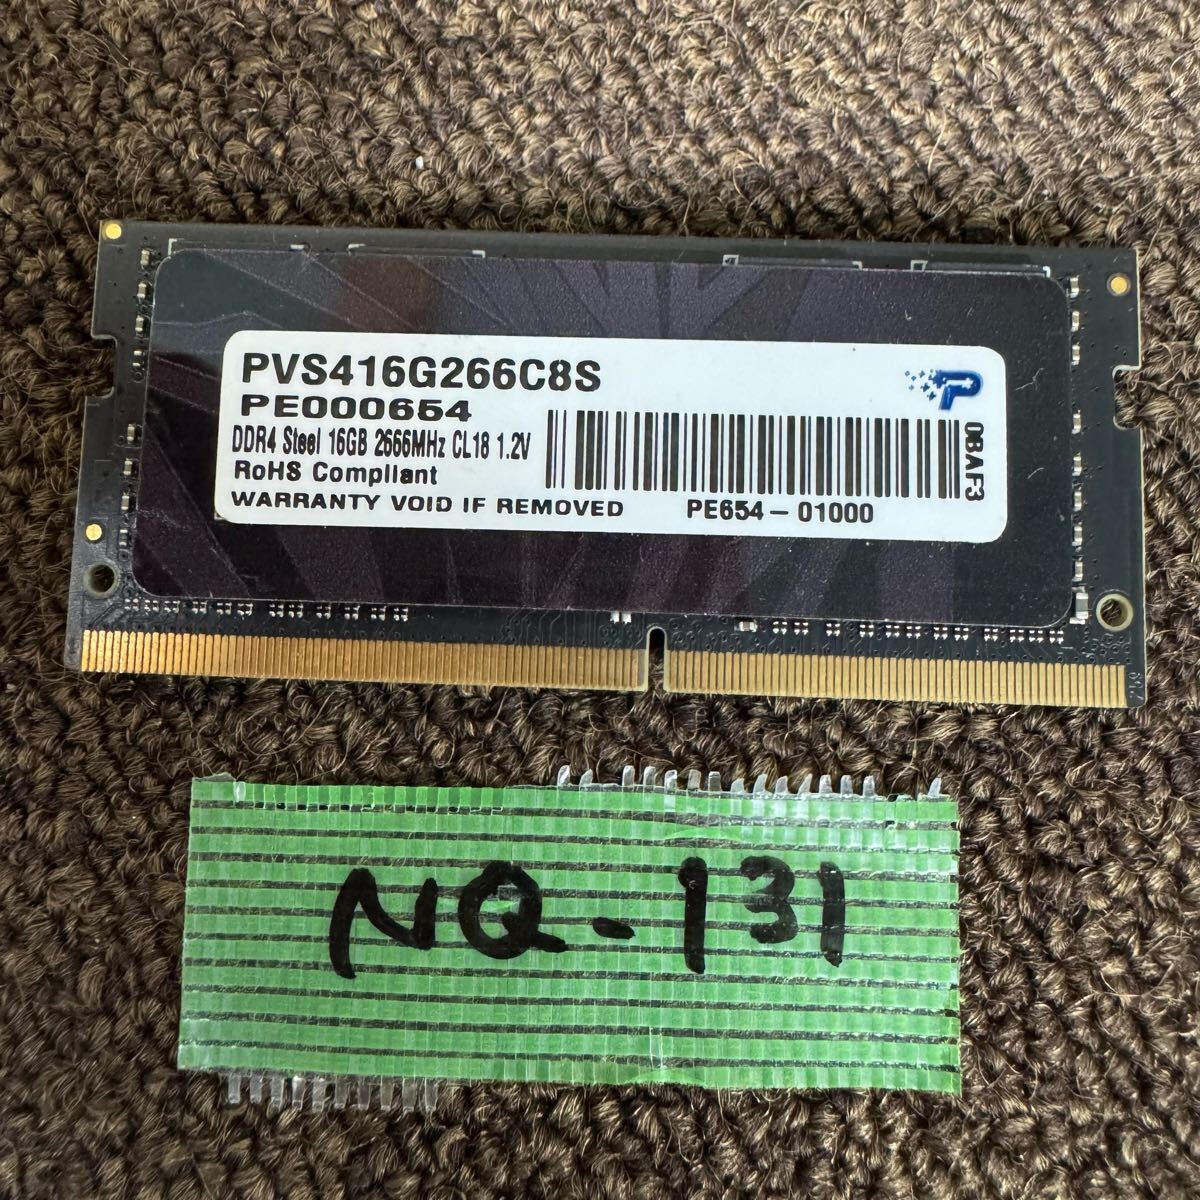 PVS416G266C8S
PE000654
DDR4 Steel 16GB 2666MHz CL18 1.2V
RoHS Compliant
WARRANTY VOID IF REMOVED
PE654-01000
0BAF3
P
NQ-131